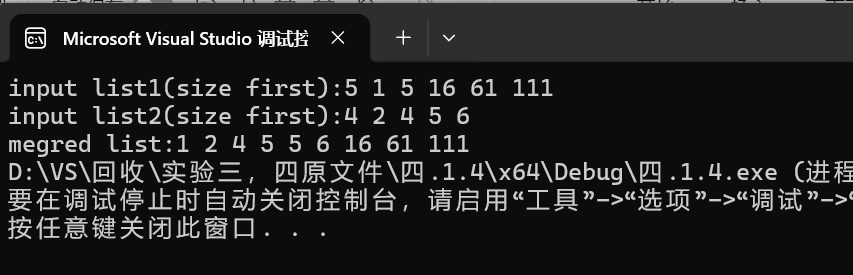 Microsoft Visual Studio 调试控
input list1(size first):5 1 5 16 61 111
input list2(size first):4 2 4 5 6
megred list:1 2 4 5 5 6 16 61 111
D:\VS\回收\实验三，四原文件\四.1.4\x64\Debug\四.1.4.exe (进程
要在调试停止时自动关闭控制台，请启用“工具”->“选项”->“调试”->“
按任意键关闭此窗口. . .